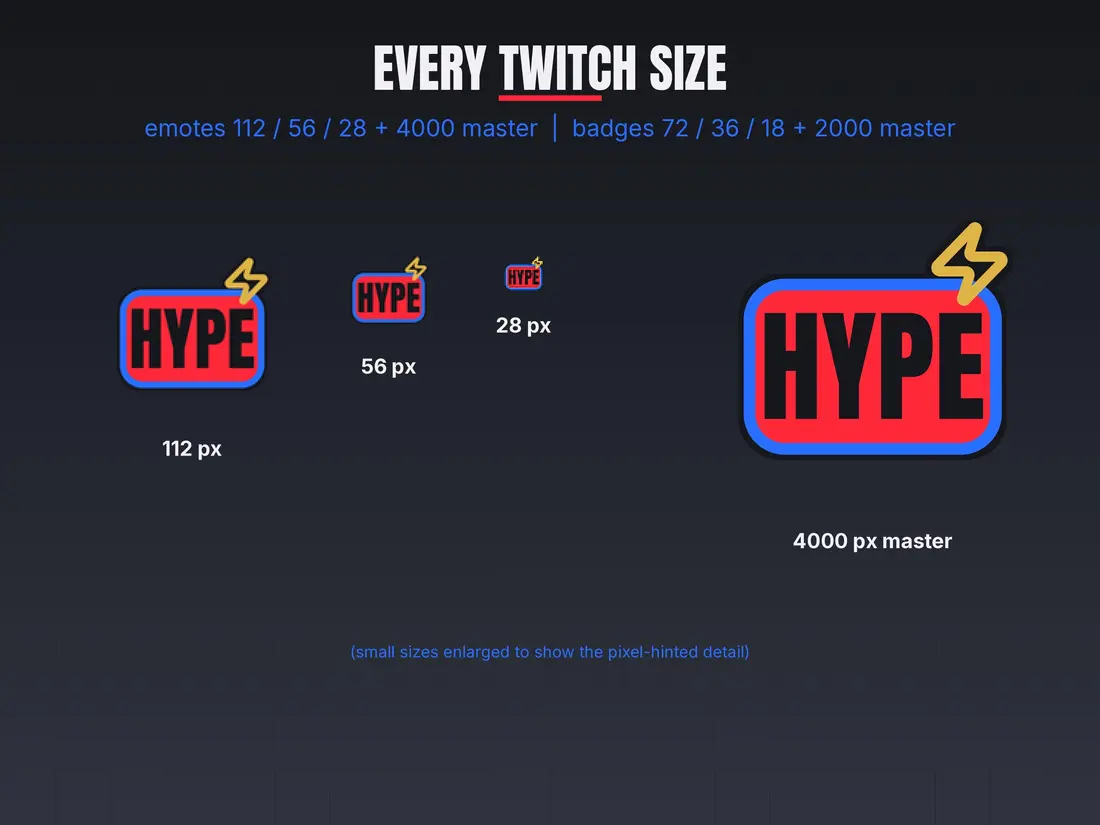 EVERY TWITCH SIZE
emotes 112 / 56 / 28 + 4000 master | badges 72 / 36 / 18 + 2000 master
HYPE
112 px
HYPE
56 px
HYPE
28 px
HYPE
4000 px master
(small sizes enlarged to show the pixel-hinted detail)